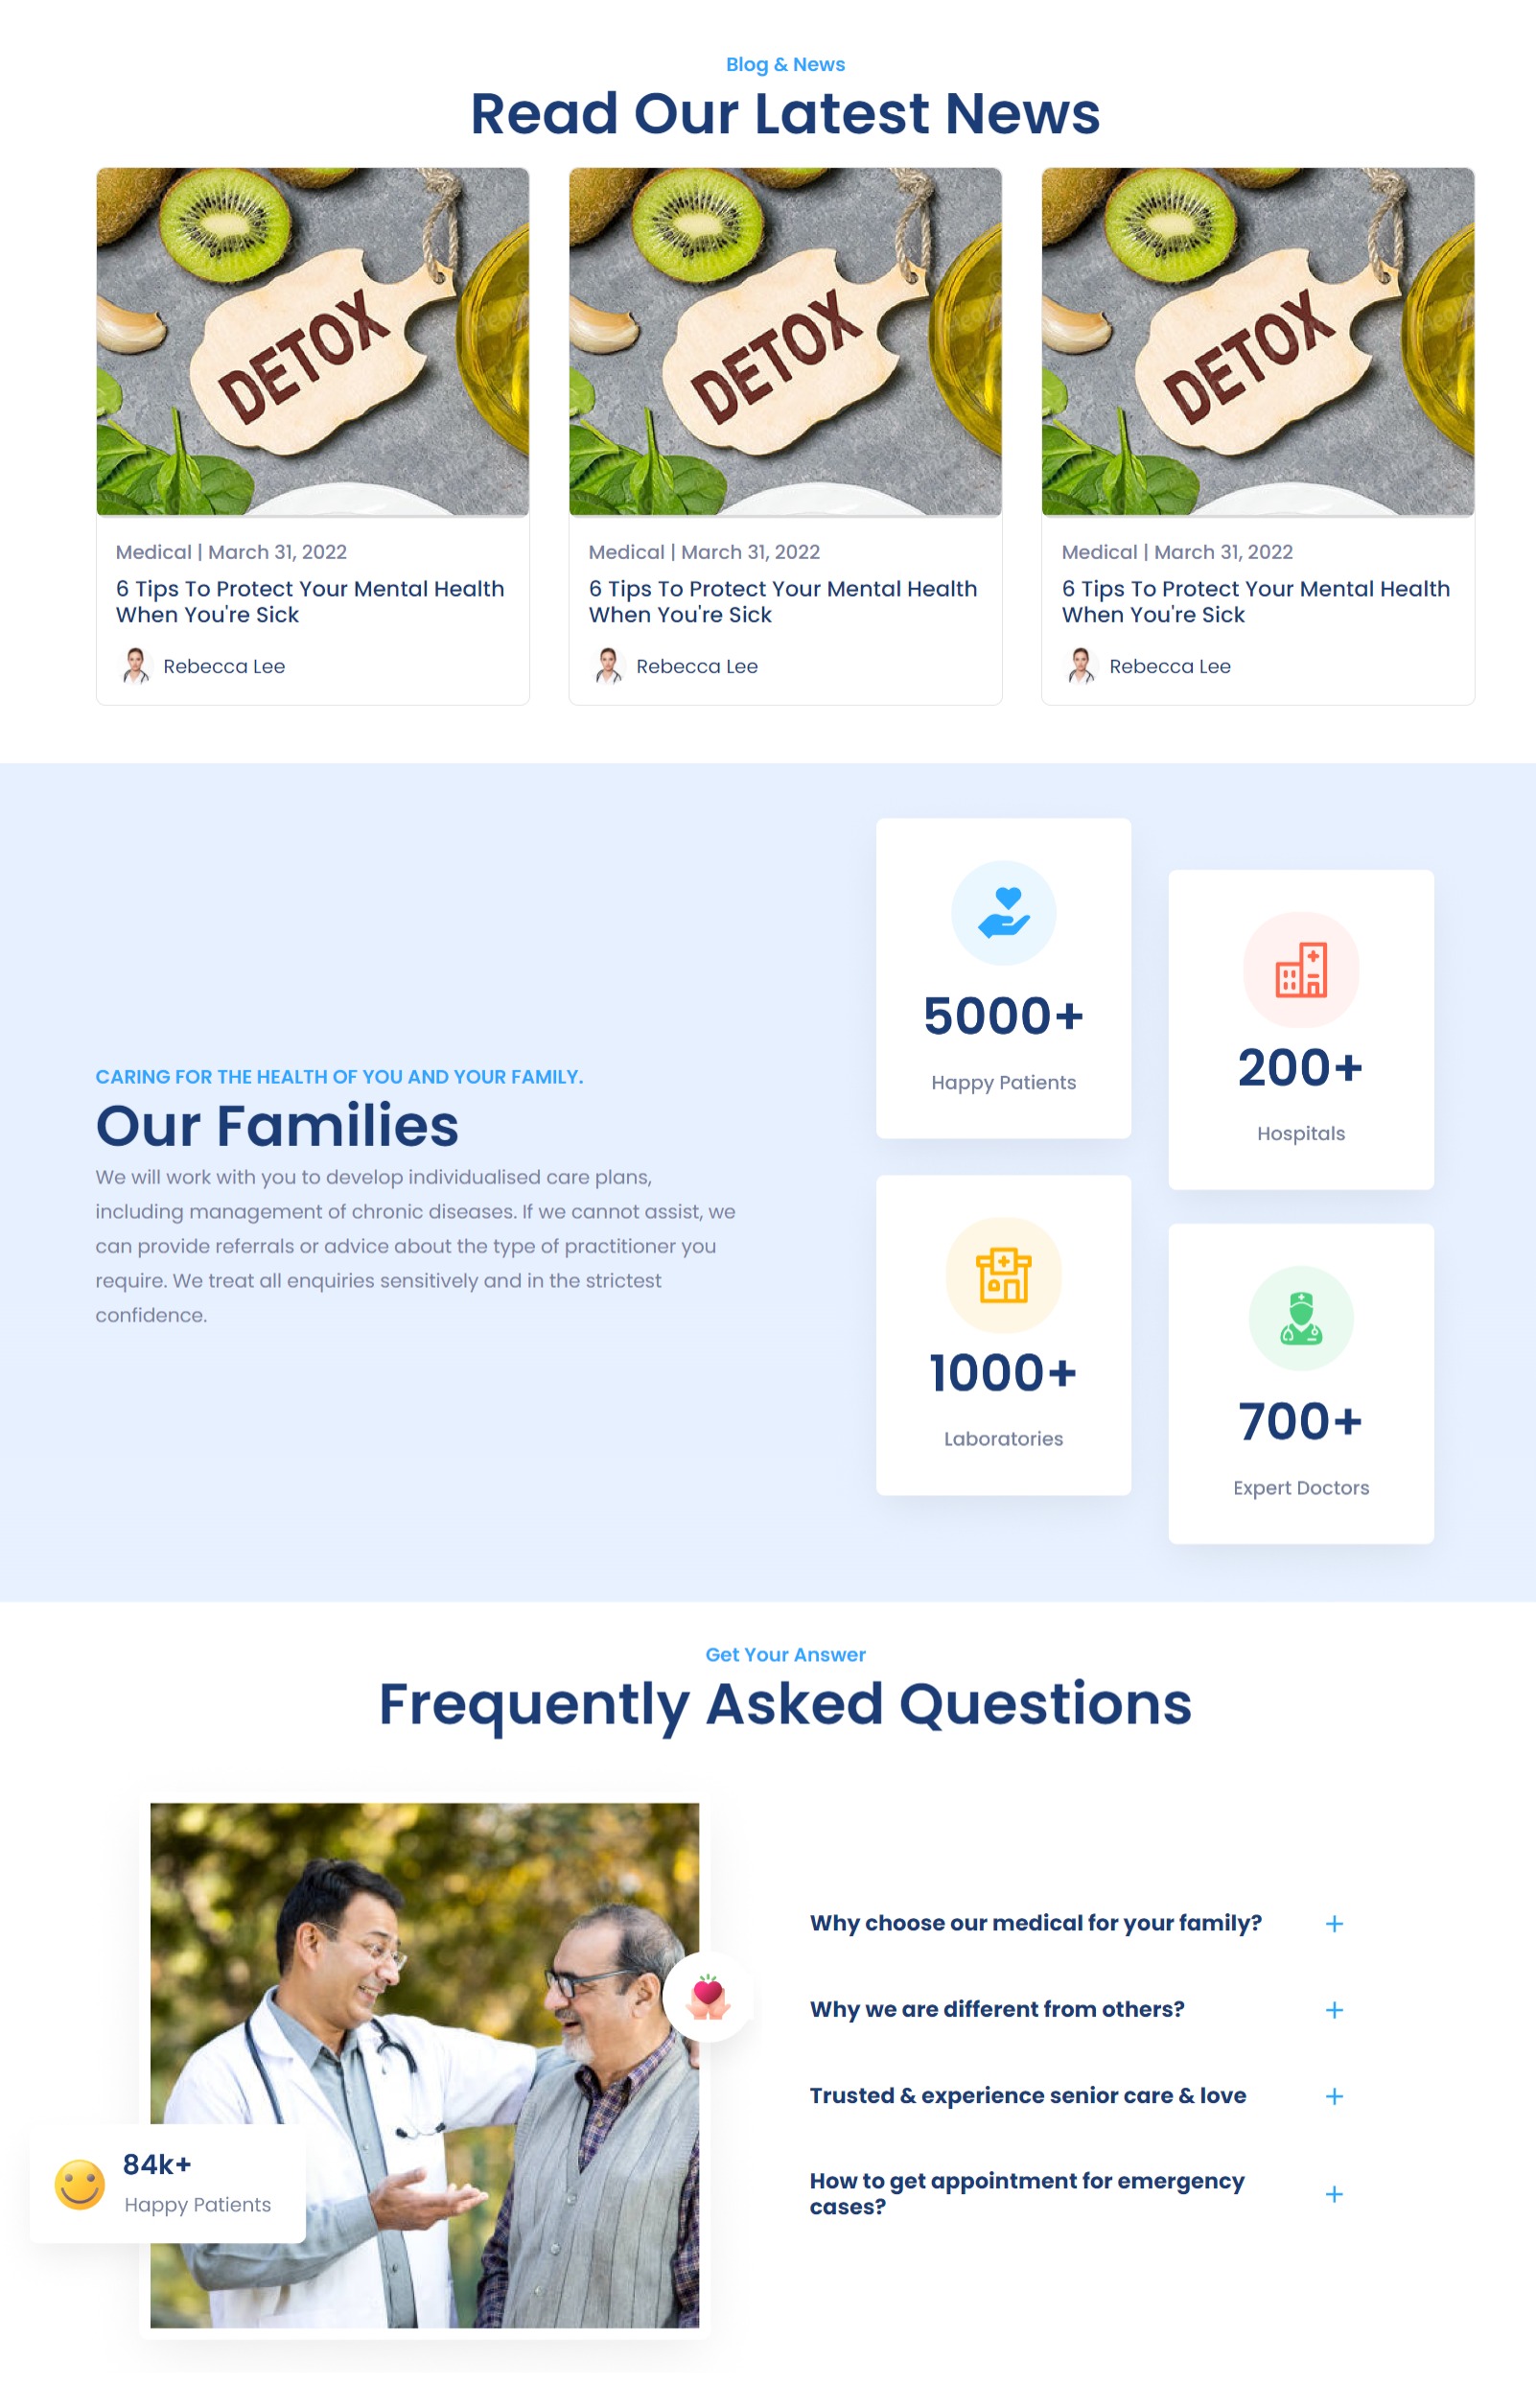 Blog & News
Read Our Latest News
DETOX
DETOX
DETOX
Medical | March 31, 2022
6 Tips To Protect Your Mental Health
When You're Sick
Rebecca Lee
Medical | March 31, 2022
6 Tips To Protect Your Mental Health
When You're Sick
Rebecca Lee
Medical | March 31, 2022
6 Tips To Protect Your Mental Health
When You're Sick
Rebecca Lee
CARING FOR THE HEALTH OF YOU AND YOUR FAMILY.
Our Families
We will work with you to develop individualised care plans,
including management of chronic diseases. If we cannot assist, we
can provide referrals or advice about the type of practitioner you
require. We treat all enquiries sensitively and in the strictest
confidence.
5000+
Happy Patients
200+
Hospitals
1000+
Laboratories
700+
Expert Doctors
Get Your Answer
Frequently Asked Questions
84k+
Happy Patients
Why choose our medical for your family?
Why we are different from others?
Trusted & experience senior care & love
How to get appointment for emergency
cases?